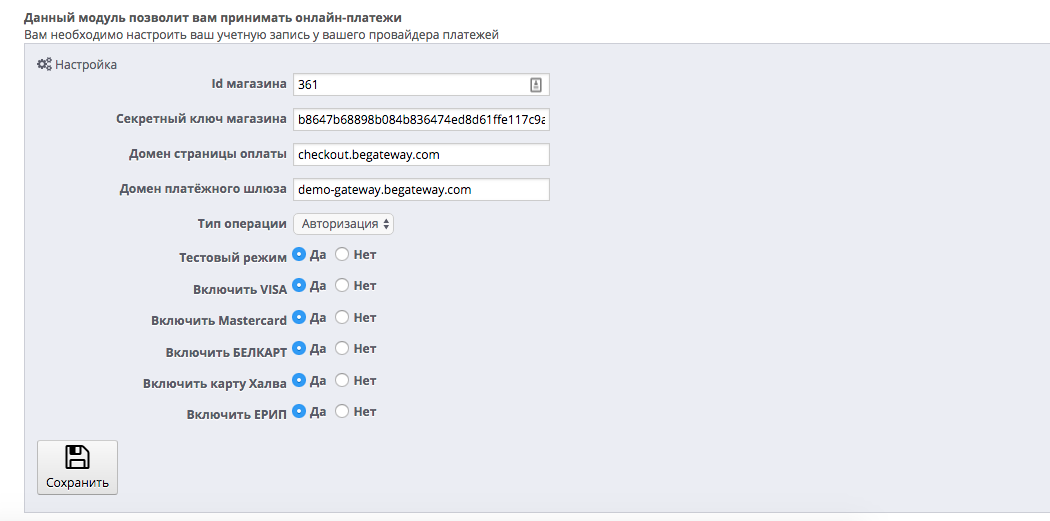 Данный модуль позволит вам принимать онлайн-платежи
Вам необходимо настроить ваш учетную запись у вашего провайдера платежей
Настройка
Id магазина 361
Секретный ключ магазина b8647b68898b084b836474ed8d61ffe117c9a
Домен страницы оплаты checkout.begateway.com
Домен платёжного шлюза demo-gateway.begateway.com
Тип операции Авторизация
Тестовый режим Да Нет
Включить VISA Да Нет
Включить Mastercard Да Нет
Включить БЕЛКАРТ Да Нет
Включить карту Халва Да Нет
Включить ЕРИП Да Нет
Сохранить